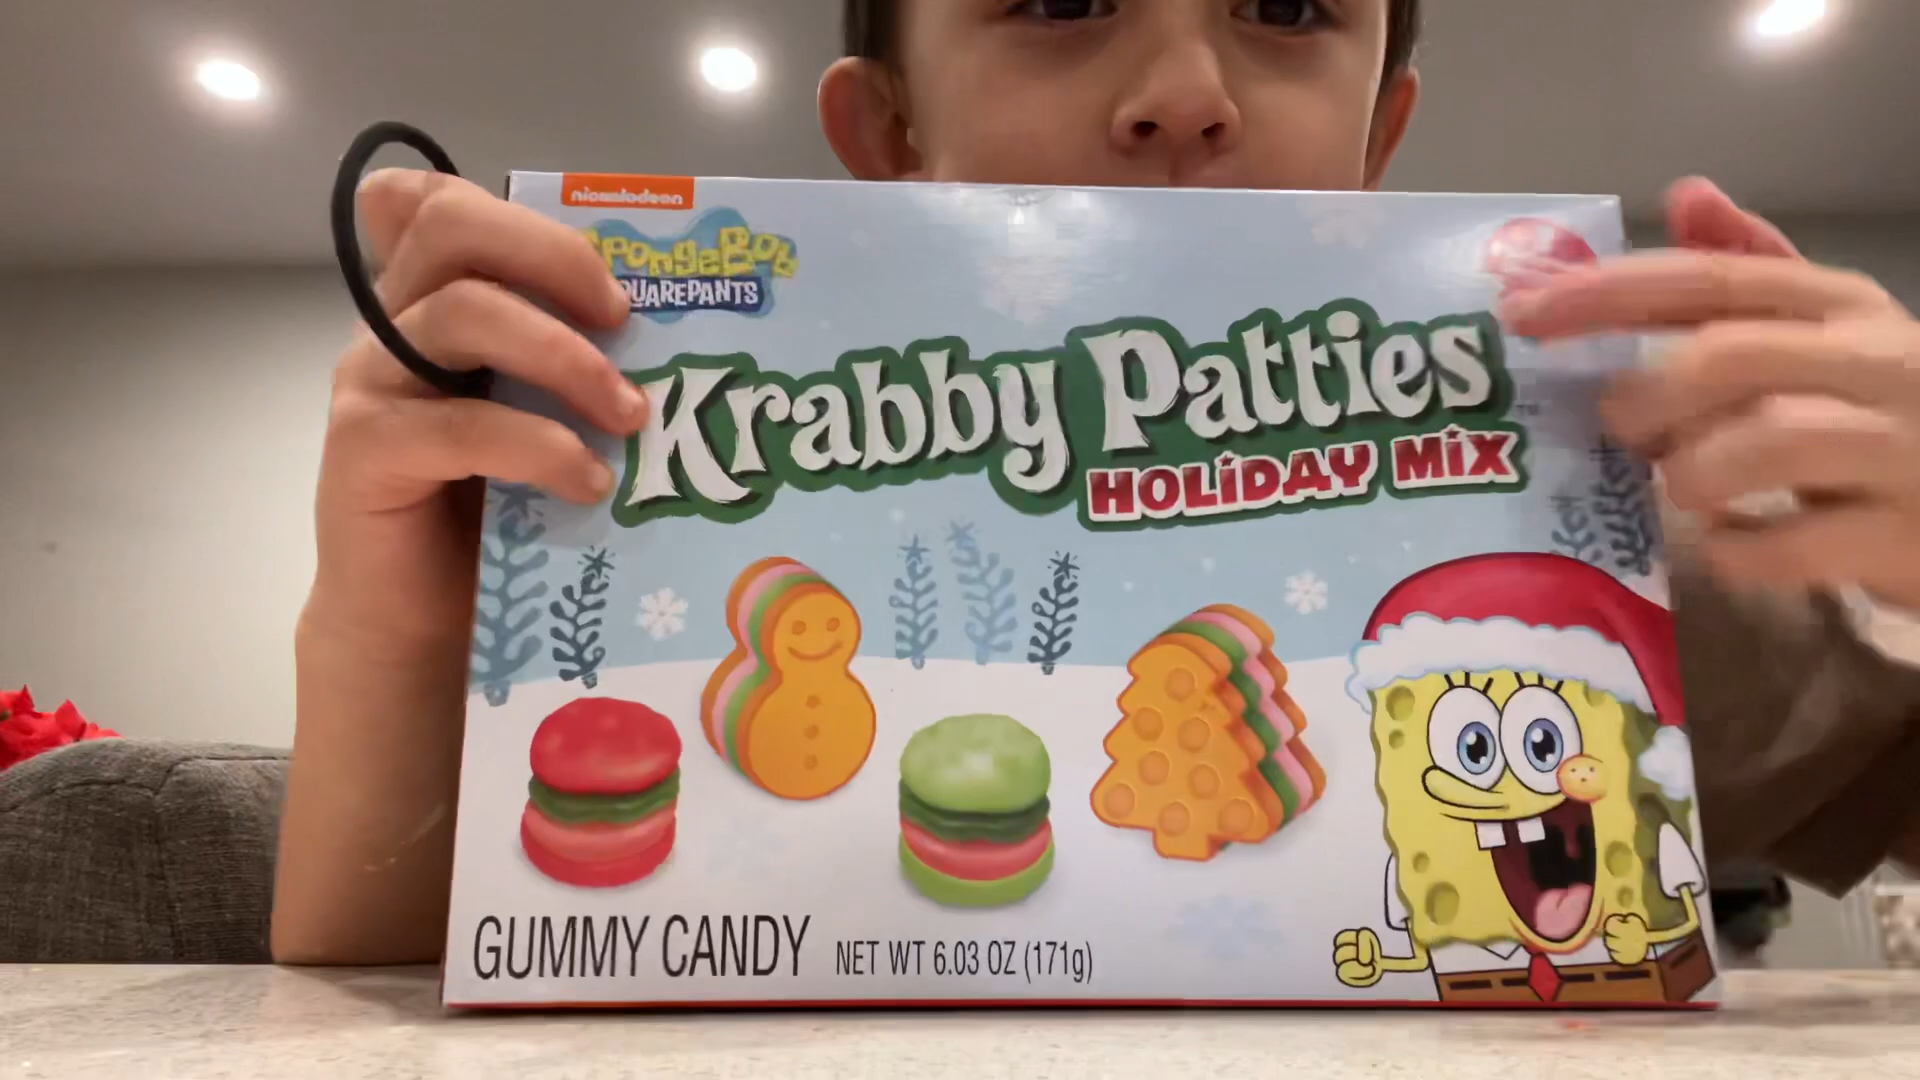 nickelodeon
SpongeBob
SQUAREPANTS
Krabby Patties
HOLiDAY MiX
GUMMY CANDY NET WT 6.03 OZ (171g)